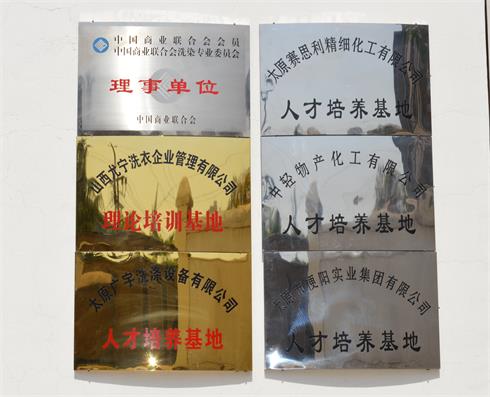 中国商业联合会会员
中国商业联合会洗染专业委员会
理事单位
中国商业联合会
山西尤宁洗衣企业管理有限公司
理论培训基地
太原广宇洗涤设备有限公司
人才培养基地
太原赛思利精细化工有限公司
人才培养基地
中轻物产化工有限公司
人才培养基地
太原市梗阳实业集团有限公司
人才培养基地